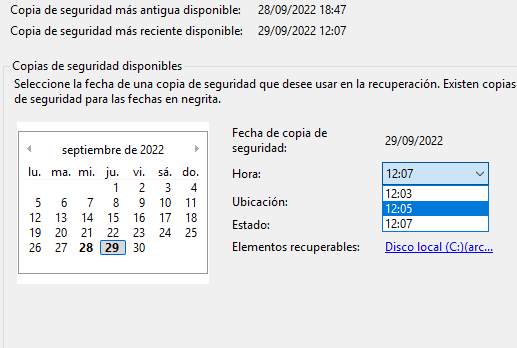 Copia de seguridad más antigua disponible: 28/09/2022 18:47
Copia de seguridad más reciente disponible: 29/09/2022 12:07
Copias de seguridad disponibles
Seleccione la fecha de una copia de seguridad que desee usar en la recuperación. Existen copias
de seguridad para las fechas en negrita.
septiembre de 2022
lu. ma. mi. ju. vi. sá. do.
1 2 3 4
5 6 7 8 9 10 11
12 13 14 15 16 17 18
19 20 21 22 23 24 25
26 27 28 29 30
Fecha de copia de
seguridad: 29/09/2022
Hora: 12:07
12:03
Ubicación: 12:05
Estado: 12:07
Elementos recuperables: Disco local (C:)(arc...